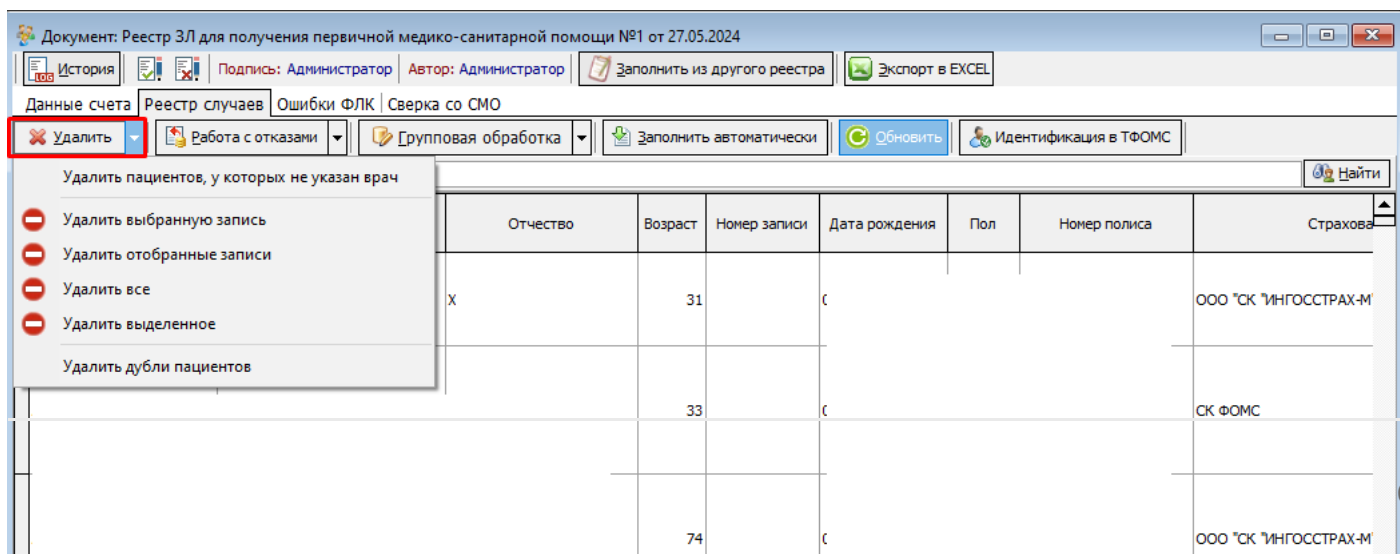 Документ: Реестр ЗЛ для получения первичной медико-санитарной помощи №1 от 27.05.2024
LOG История Подпись: Администратор Автор: Администратор Заполнить из другого реестра Экспорт в EXCEL
Данные счета Реестр случаев Ошибки ФЛК Сверка со СМО
Удалить Работа с отказами Групповая обработка Заполнить автоматически Обновить Идентификация в ТФОМС
Удалить пациентов, у которых не указан врач Найти
Удалить выбранную запись
Отчество Возраст Номер записи Дата рождения Пол Номер полиса Страхова
Удалить отобранные записи
Удалить все
Х 31 ООО "СК "ИНГОССТРАХ-М"
Удалить выделенное
Удалить дубли пациентов
33 СК ФОМС
74 ООО "СК "ИНГОССТРАХ-М"